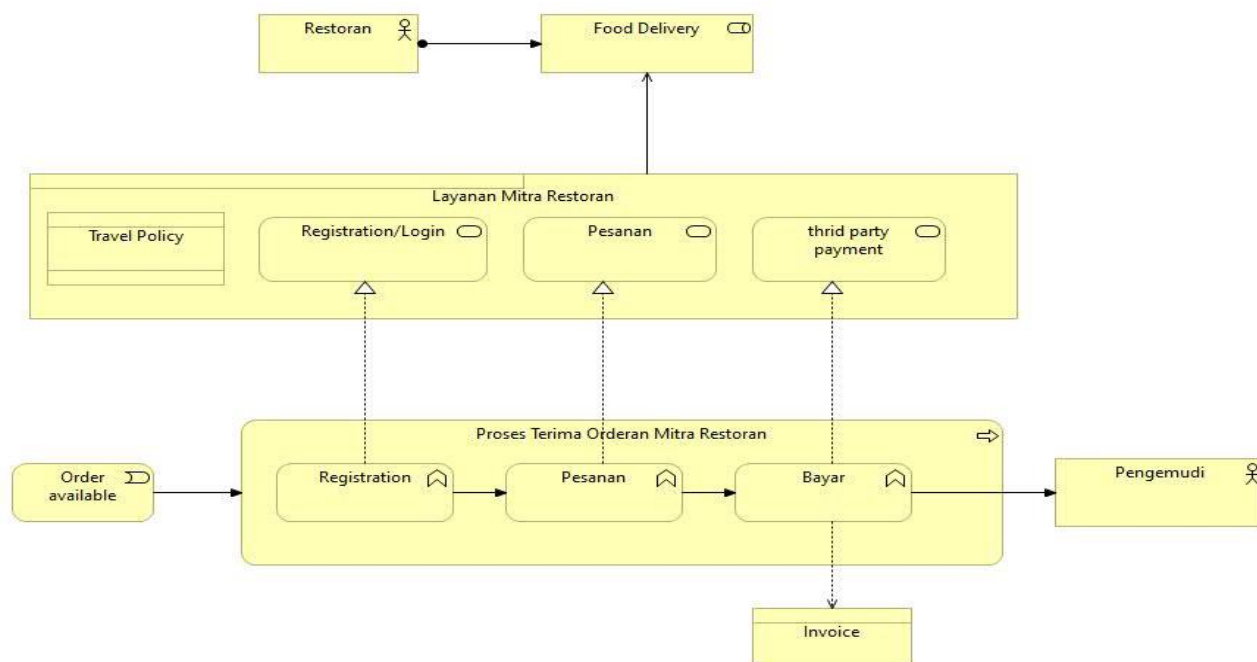 Restoran
Food Delivery
Layanan Mitra Restoran
Travel Policy
Registration/Login
Pesanan
thrid party
payment
Proses Terima Orderan Mitra Restoran
Order
available
Registration
Pesanan
Bayar
Pengemudi
Invoice